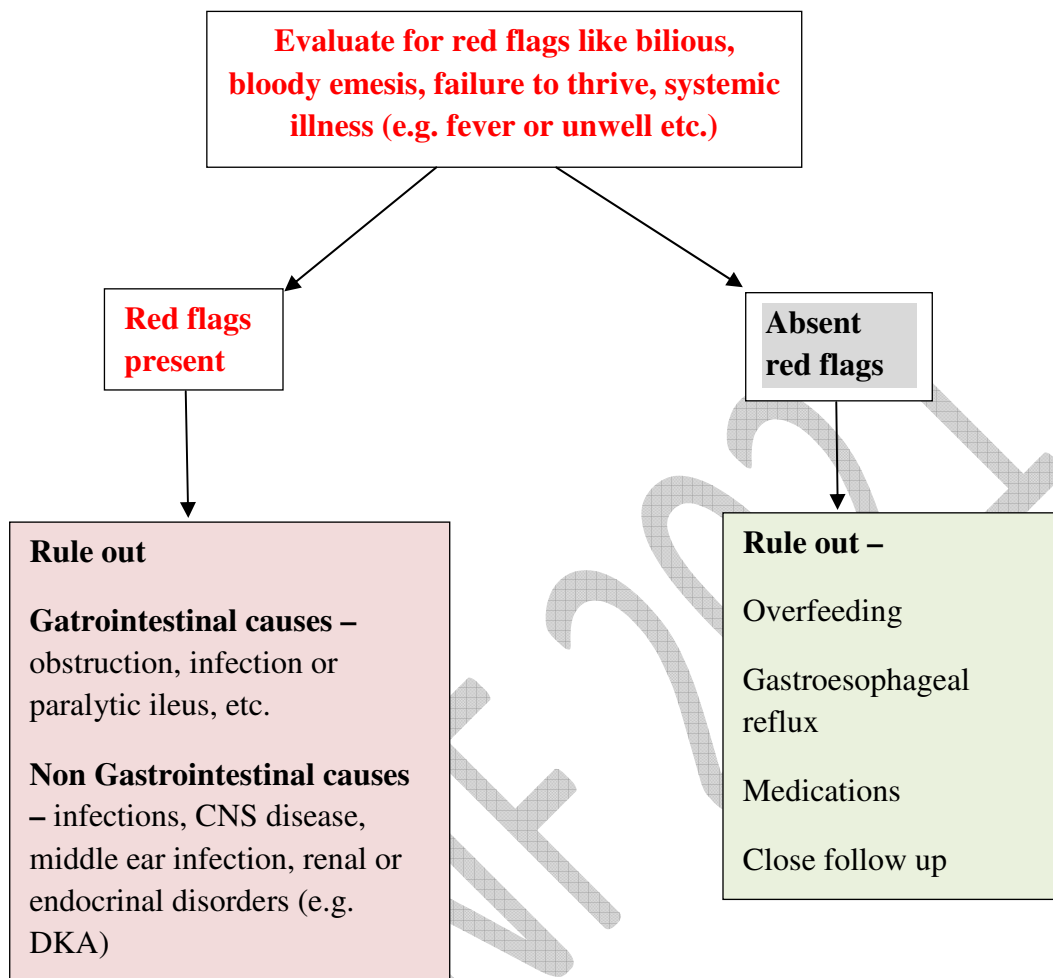 Evaluate for red flags like bilious,
bloody emesis, failure to thrive, systemic
illness (e.g. fever or unwell etc.)
Red flags
present
Absent
red flags
Rule out
Gatrointestinal causes –
obstruction, infection or
paralytic ileus, etc.
Non Gastrointestinal causes
– infections, CNS disease,
middle ear infection, renal or
endocrinal disorders (e.g.
DKA)
Rule out –
Overfeeding
Gastroesophageal
reflux
Medications
Close follow up